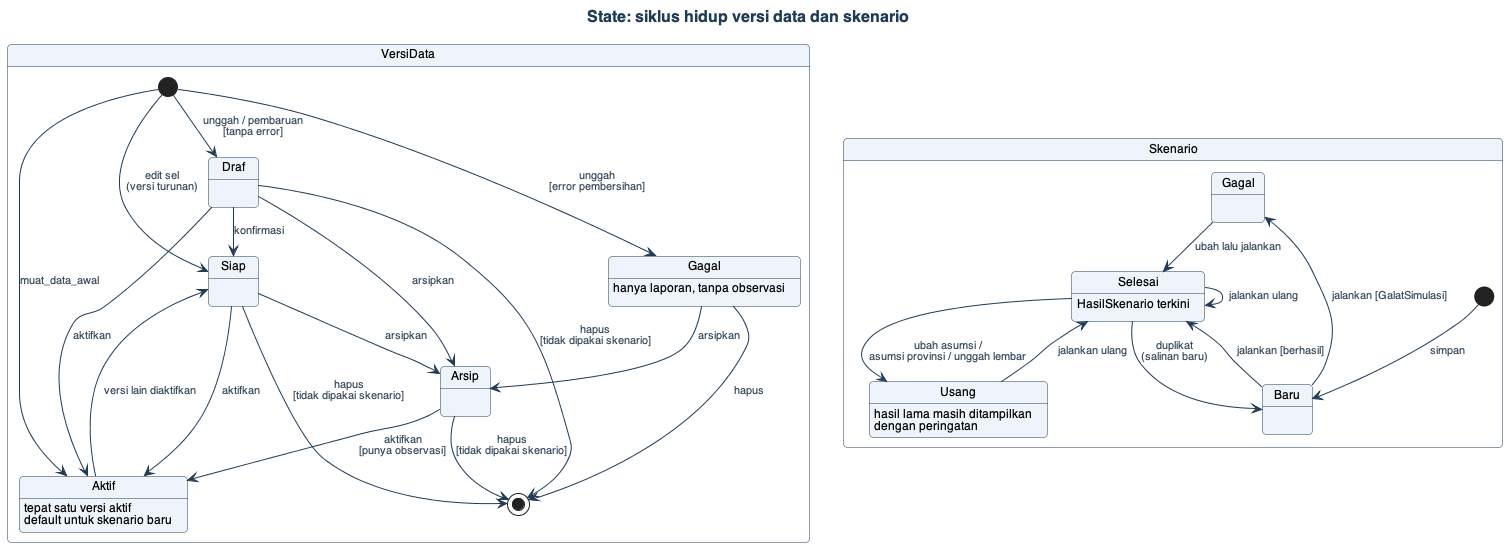 State: siklus hidup versi data dan skenario
VersiData
unggah / pembaruan
[tanpa error]
Draf
edit sel
(versi turunan)
unggah
[error pembersihan]
konfirmasi
Siap
Gagal
hanya laporan, tanpa observasi
muat_data_awal
arsipkan
aktifkan
arsipkan
hapus
[tidak dipakai skenario]
arsipkan
Arsip
versi lain diaktifkan
aktifkan
hapus
[tidak dipakai skenario]
hapus
aktifkan
[punya observasi]
hapus
[tidak dipakai skenario]
Aktif
tepat satu versi aktif
default untuk skenario baru
Skenario
Gagal
ubah lalu jalankan
Selesai
HasilSkenario terkini
jalankan ulang
jalankan [GalatSimulasi]
ubah asumsi /
asumsi provinsi / unggah lembar
jalankan ulang
duplikat
(salinan baru)
jalankan [berhasil]
simpan
Usang
hasil lama masih ditampilkan
dengan peringatan
Baru